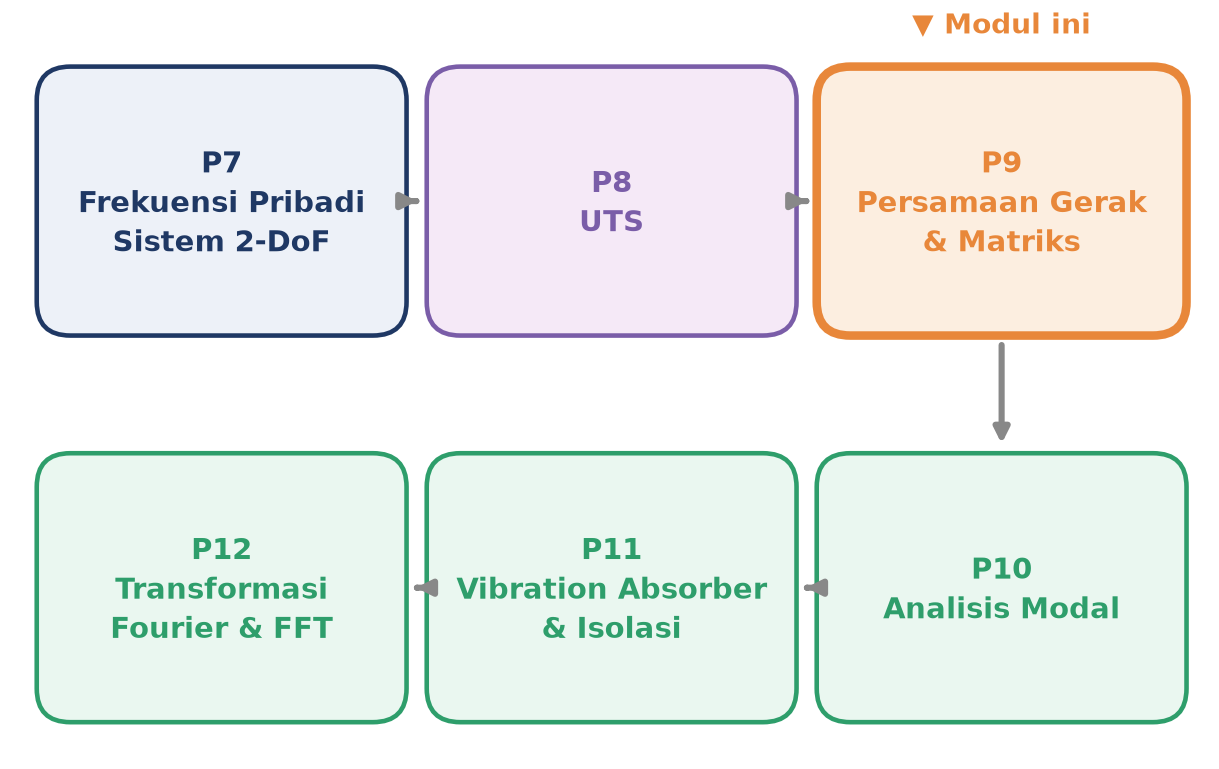 ▼ Modul ini
P7
Frekuensi Pribadi
Sistem 2-DoF
P8
UTS
P9
Persamaan Gerak
& Matriks
P12
Transformasi
Fourier & FFT
P11
Vibration Absorber
& Isolasi
P10
Analisis Modal